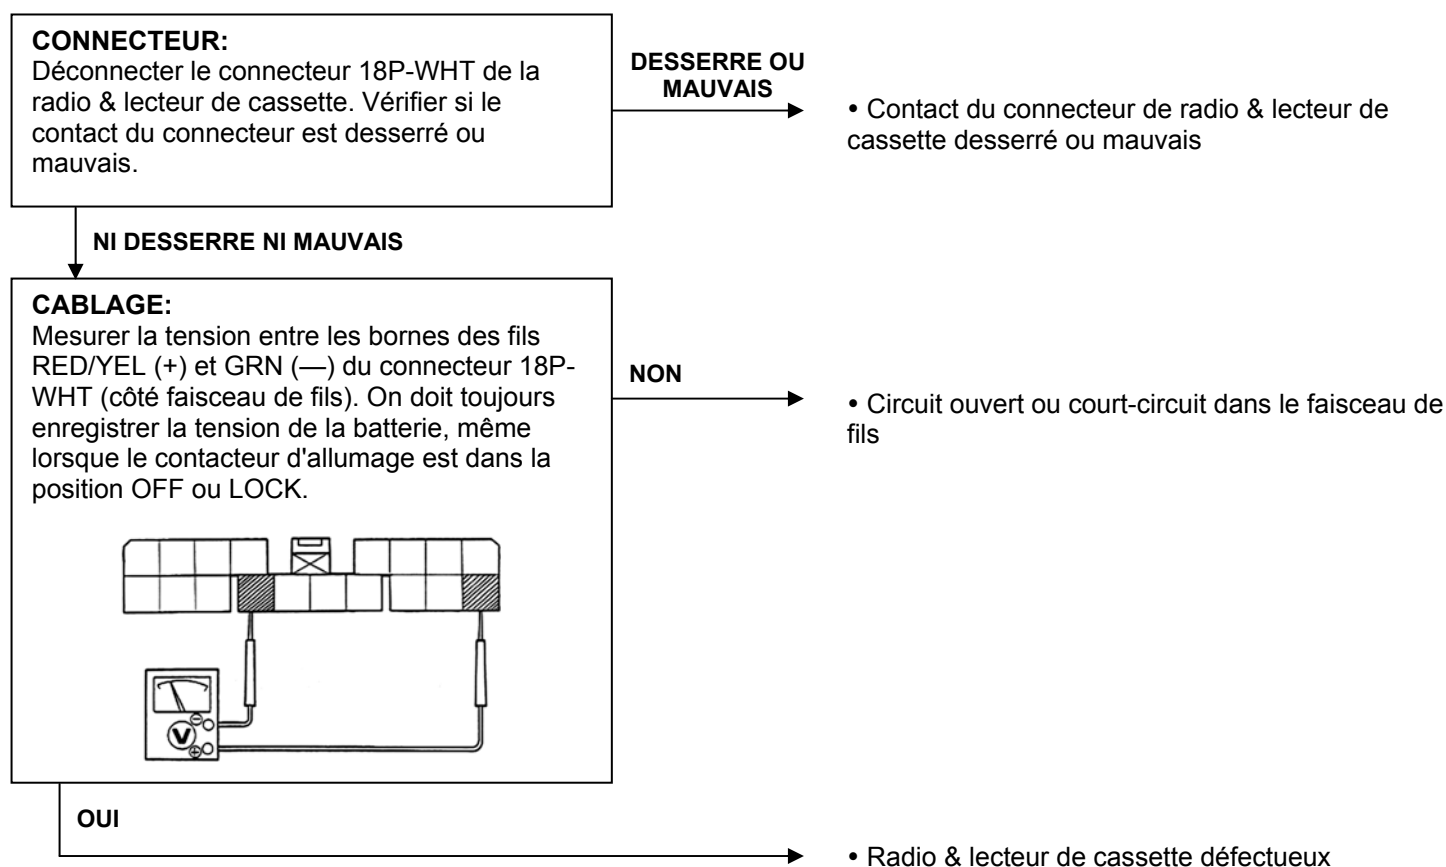 CONNECTEUR:
Déconnecter le connecteur 18P-WHT de la
radio & lecteur de cassette. Vérifier si le
contact du connecteur est desserré ou
mauvais.
DESSERRE OU
MAUVAIS
• Contact du connecteur de radio & lecteur de
cassette desserré ou mauvais
NI DESSERRE NI MAUVAIS
CABLAGE:
Mesurer la tension entre les bornes des fils
RED/YEL (+) et GRN (—) du connecteur 18P-
WHT (côté faisceau de fils). On doit toujours
enregistrer la tension de la batterie, même
lorsque le contacteur d'allumage est dans la
position OFF ou LOCK.
NON
• Circuit ouvert ou court-circuit dans le faisceau de
fils
V
OUI
• Radio & lecteur de cassette défectueux